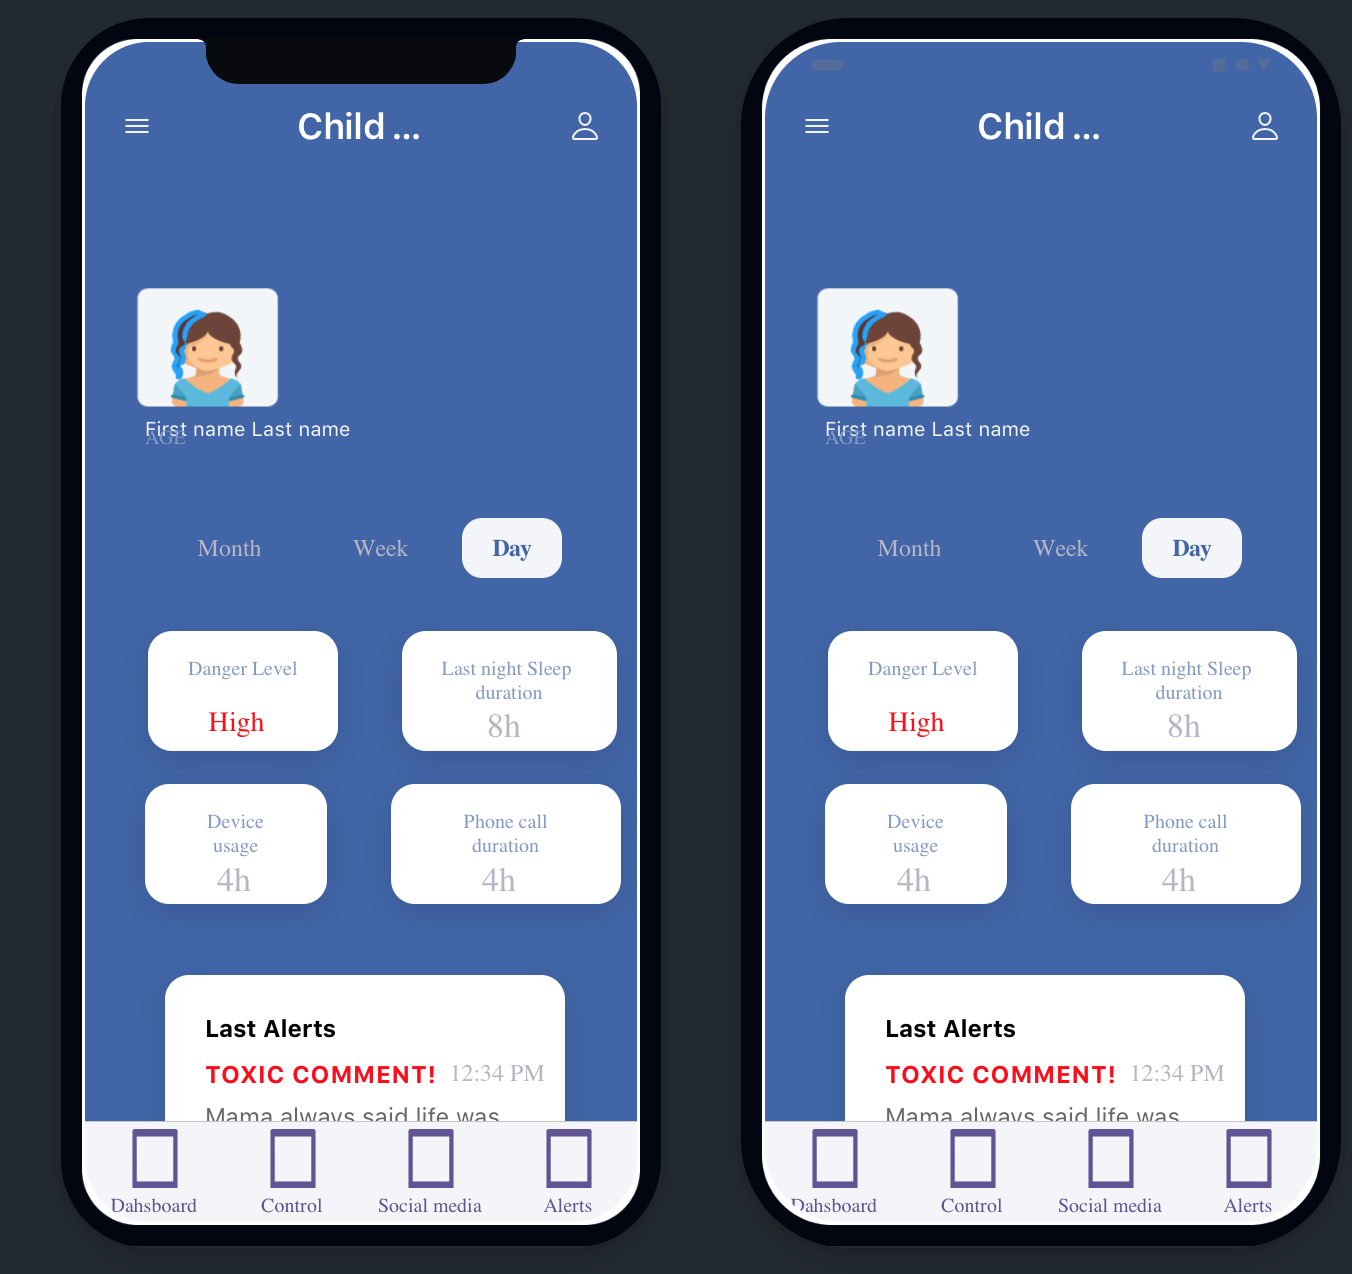 Child ...
First name Last name
AGE
Month Week Day
Danger Level
High
Last night Sleep
duration
8h
Device
usage
4h
Phone call
duration
4h
Last Alerts
TOXIC COMMENT! 12:34 PM
Mama always said life was
Dahsboard Control Social media Alerts
Child ...
First name Last name
AGE
Month Week Day
Danger Level
High
Last night Sleep
duration
8h
Device
usage
4h
Phone call
duration
4h
Last Alerts
TOXIC COMMENT! 12:34 PM
Mama always said life was
Dahsboard Control Social media Alerts